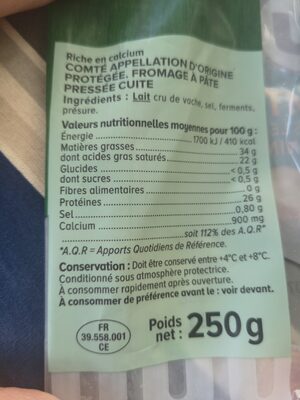 Riche en calcium
COMTÉ APPELLATION D'ORIGINE
PROTÉGÉE. FROMAGE À PÂTE
PRESSÉE CUITE
Ingrédients : Lait cru de vache, sel, ferments,
présure.
Valeurs nutritionnelles moyennes pour 100 g :
Énergie ........ 1700 kJ / 410 kcal
Matières grasses........ 34 g
dont acides gras saturés........ 22 g
Glucides ........ < 0,5 g
dont sucres ........ < 0,5 g
Fibres alimentaires ........ 0 g
Protéines ........ 26 g
Sel ........ 0,80 g
Calcium ........ 900 mg
........ soit 112% des A.Q.R*
*A.Q.R = Apports Quotidiens de Référence.
Conservation : Doit être conservé entre +4°C et +8°C.
Conditionné sous atmosphère protectrice.
À consommer rapidement après ouverture.
À consommer de préférence avant le : voir devant.
FR
39.558.001
CE
Poids
net : 250 g